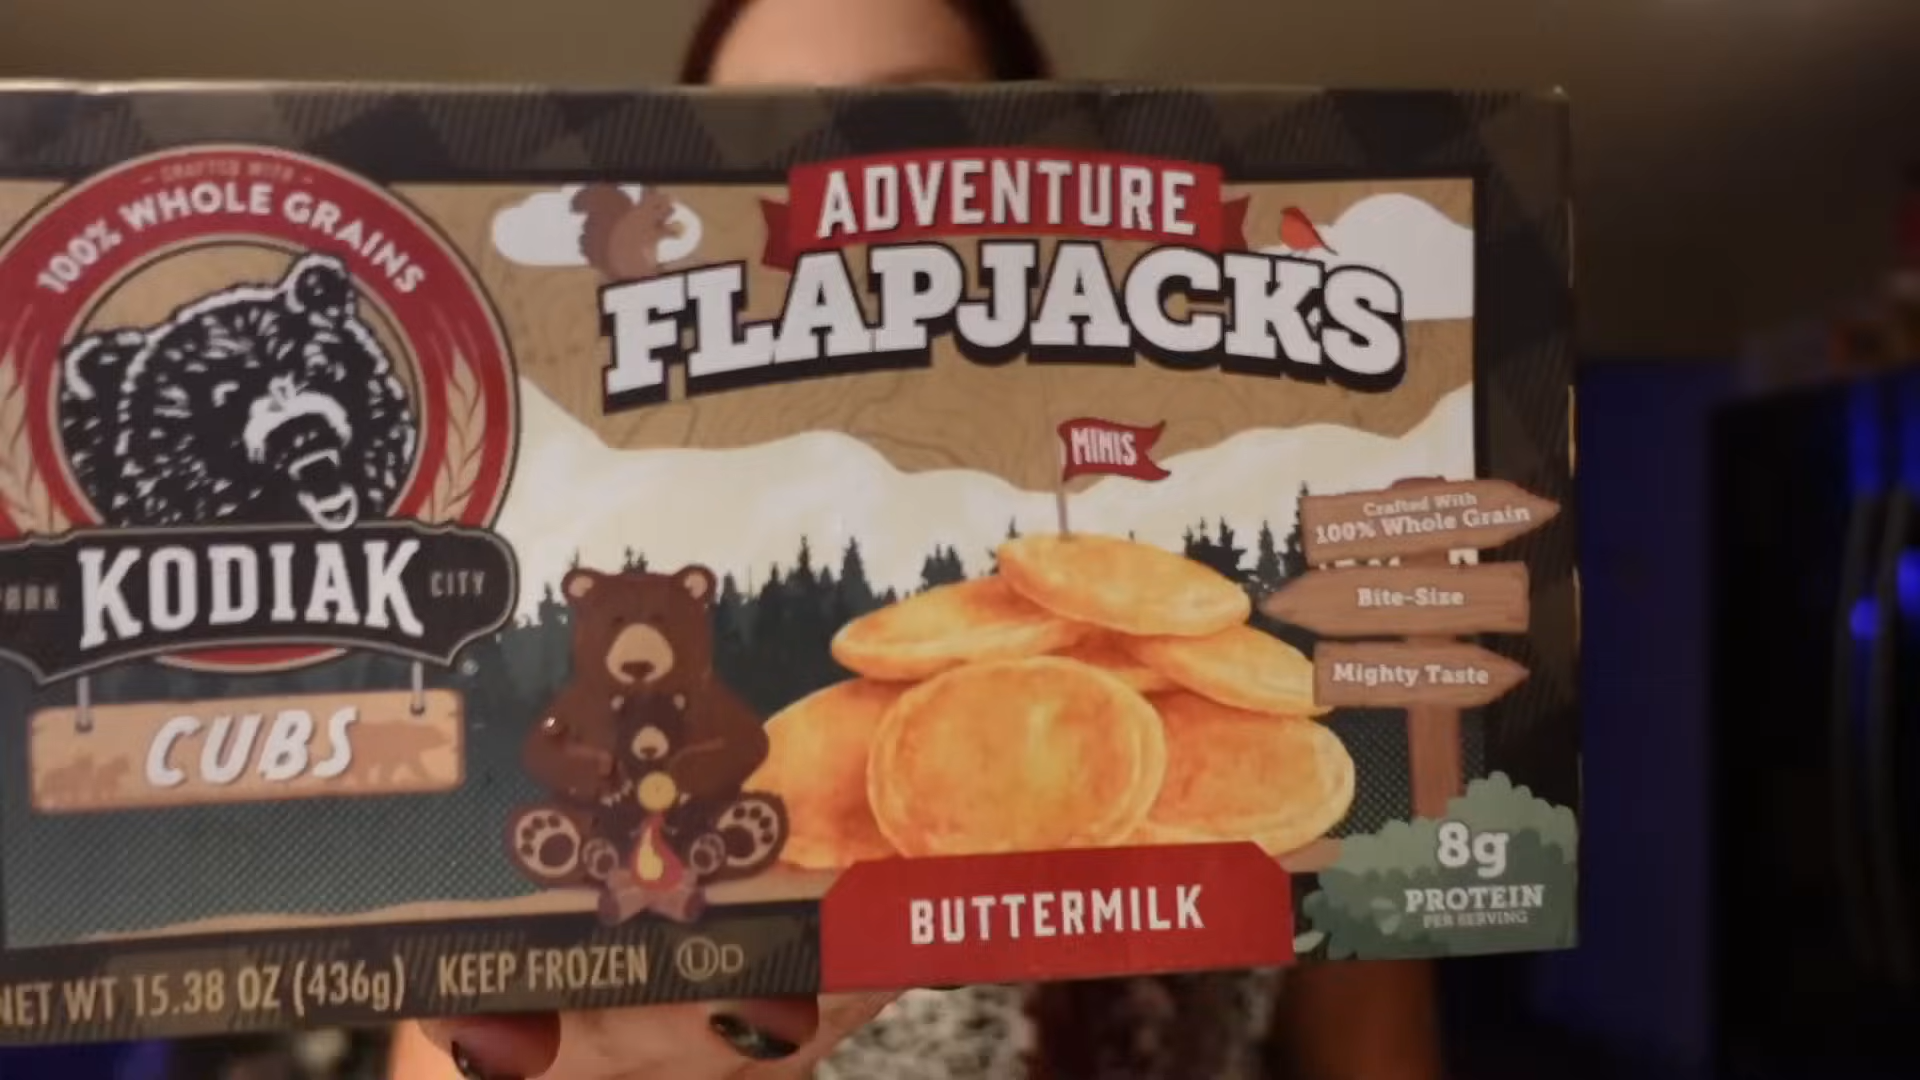 CRAFTED WITH
100% WHOLE GRAINS
PARK KODIAK CITY
CUBS
ADVENTURE
FLAPJACKS
MINIS
Crafted With
100% Whole Grain
Bite-Size
Mighty Taste
8g
PROTEIN
PER SERVING
BUTTERMILK
NET WT 15.38 OZ (436g) KEEP FROZEN U D